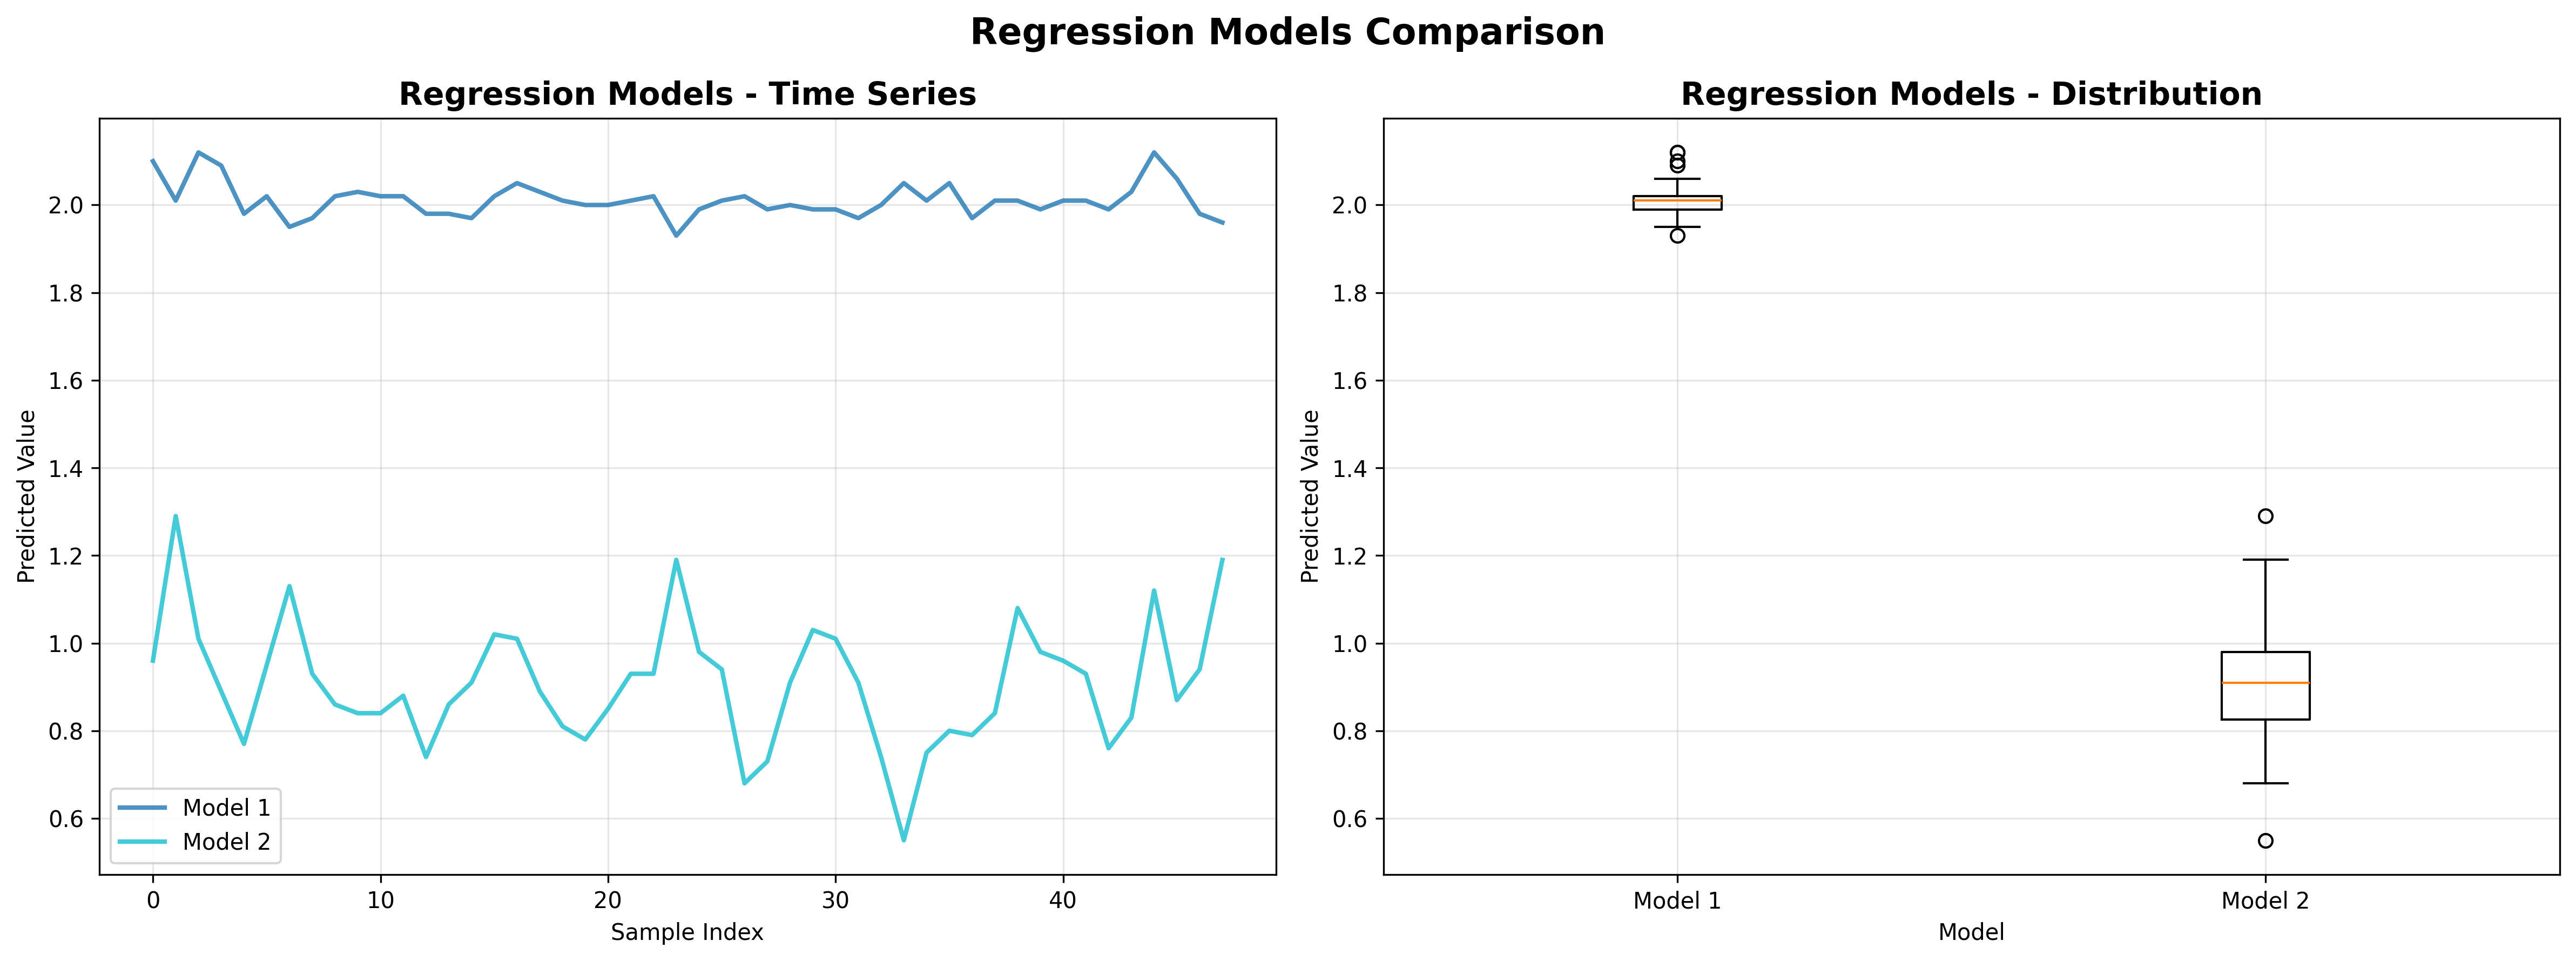 Regression Models Comparison
Regression Models - Time Series
Predicted Value
2.0
1.8
1.6
1.4
1.2
1.0
0.8
0.6
Model 1
Model 2
0 10 20 30 40
Sample Index
Regression Models - Distribution
Predicted Value
2.0
1.8
1.6
1.4
1.2
1.0
0.8
0.6
Model 1 Model 2
Model